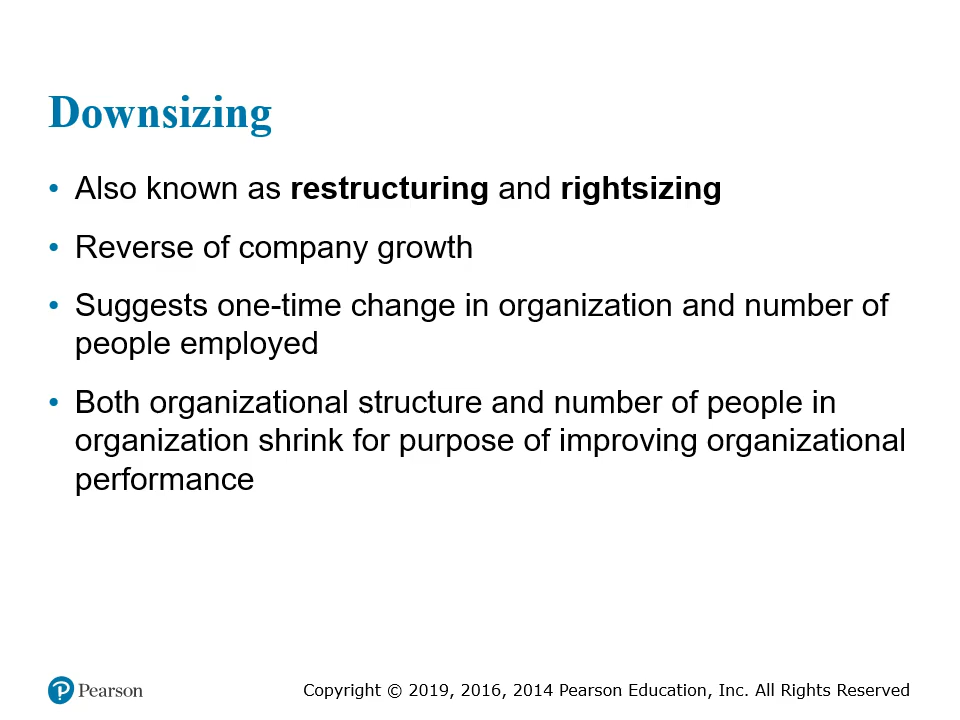 Downsizing
• Also known as restructuring and rightsizing
• Reverse of company growth
• Suggests one-time change in organization and number of
people employed
• Both organizational structure and number of people in
organization shrink for purpose of improving organizational
performance
Pearson
Copyright © 2019, 2016, 2014 Pearson Education, Inc. All Rights Reserved